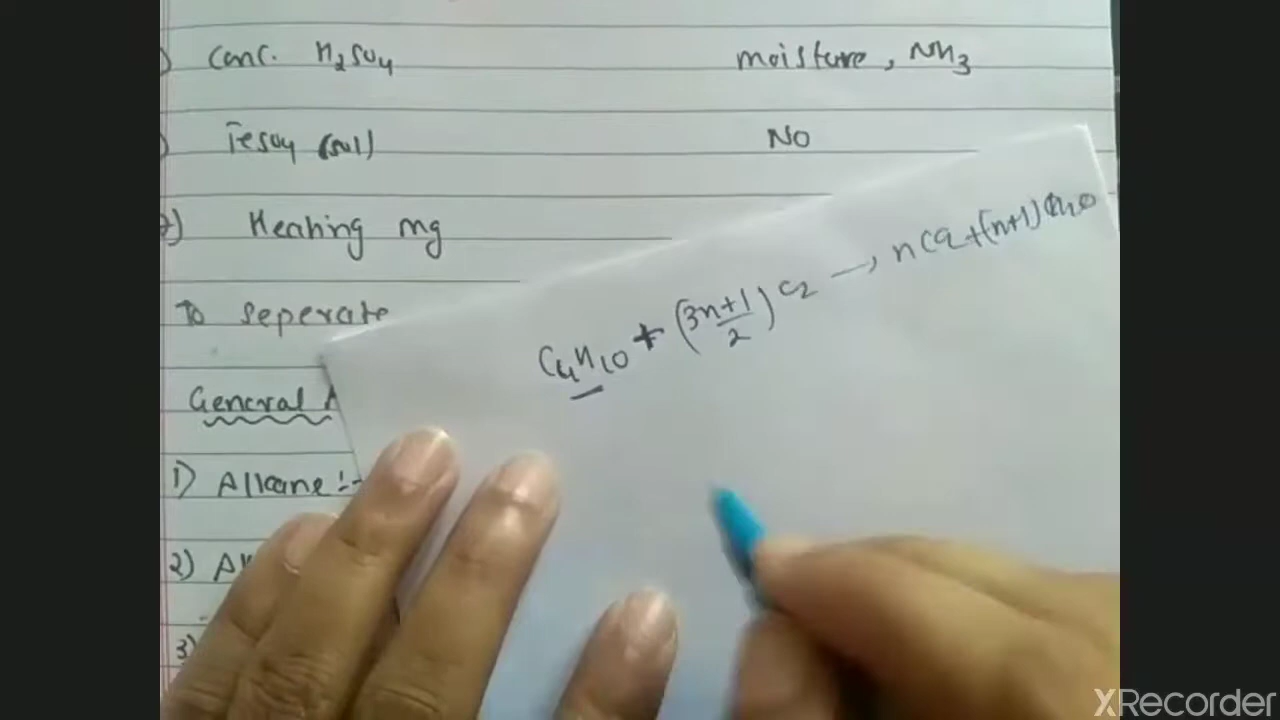 ) Conc. H2SO4 moisture, NH3
) FeSO4 (sol) NO
7) Heating mg
To seperate
General
1) Alkane :-
2) A
3)
C4H10 + (3n+1/2) O2 → nCO2 + (n+1) H2O
XRecorder